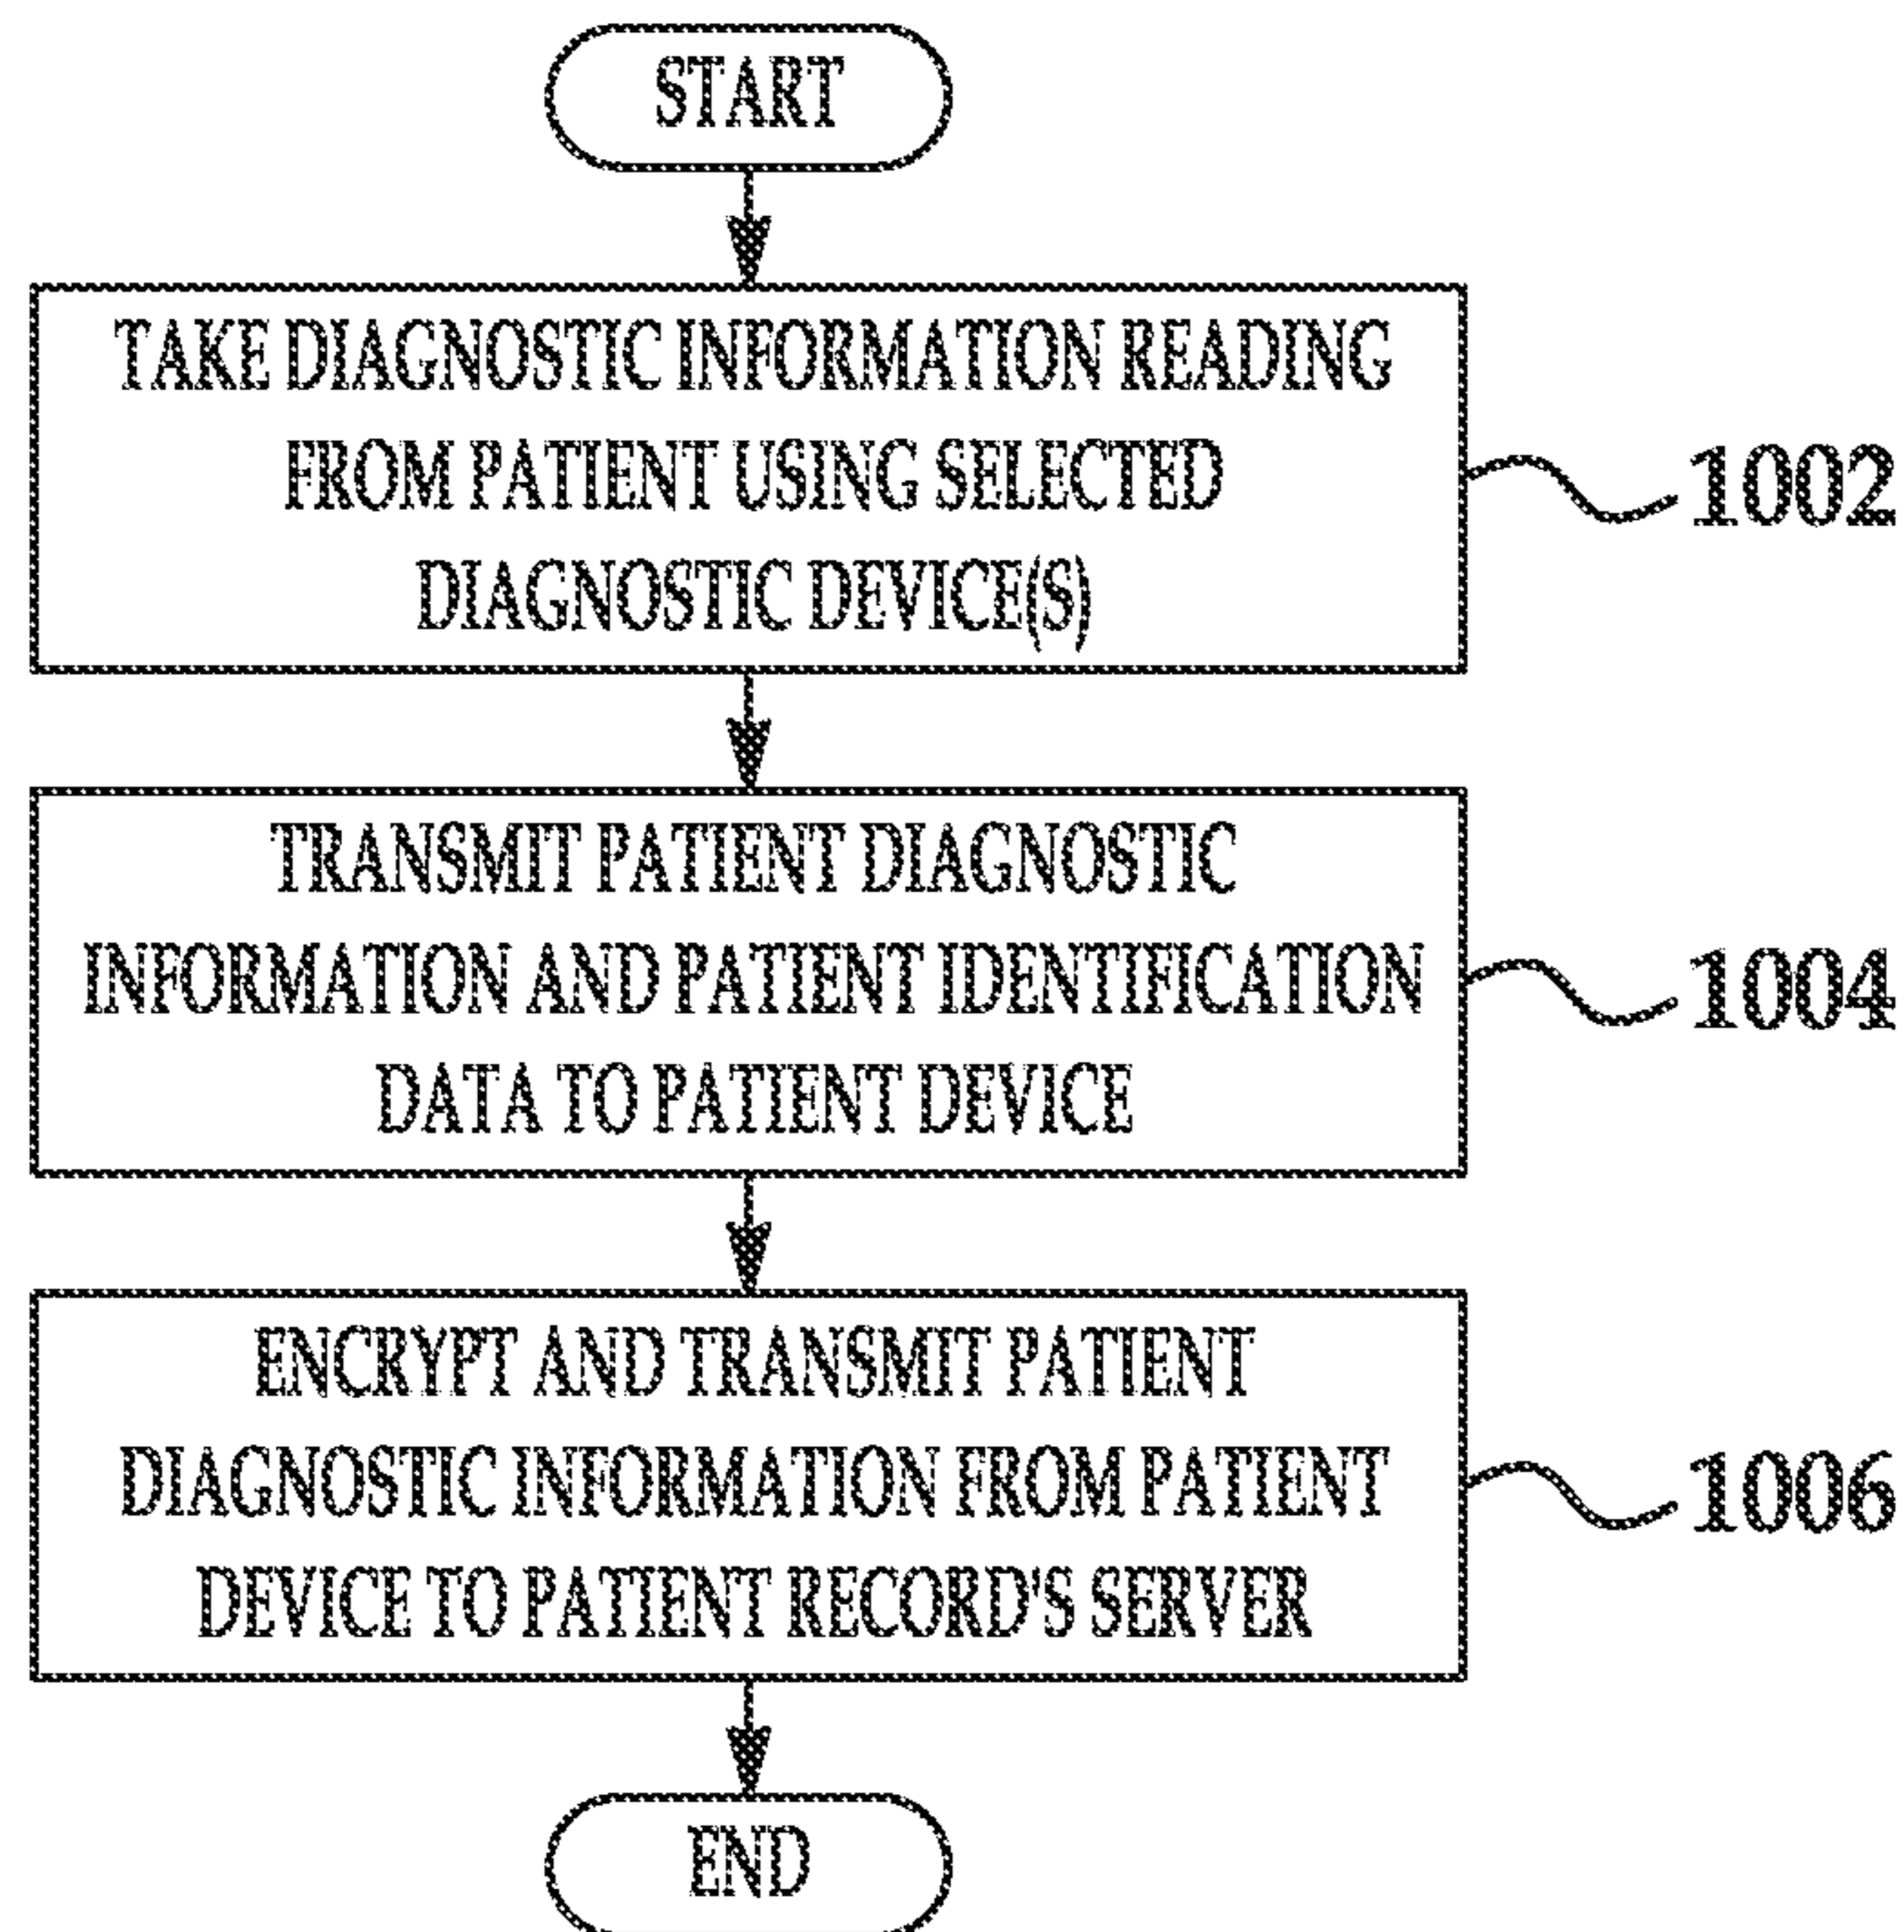 START
TAKE DIAGNOSTIC INFORMATION READING
FROM PATIENT USING SELECTED
DIAGNOSTIC DEVICE(S)
1002
TRANSMIT PATIENT DIAGNOSTIC
INFORMATION AND PATIENT IDENTIFICATION
DATA TO PATIENT DEVICE
1004
ENCRYPT AND TRANSMIT PATIENT
DIAGNOSTIC INFORMATION FROM PATIENT
DEVICE TO PATIENT RECORD'S SERVER
1006
END